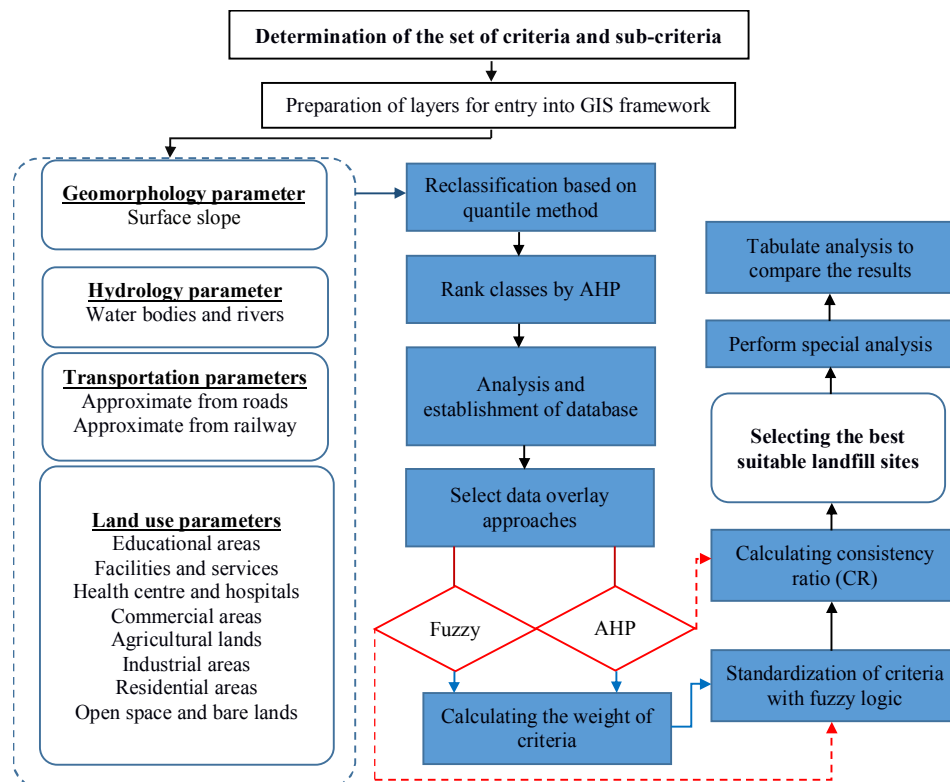 Determination of the set of criteria and sub-criteria
Preparation of layers for entry into GIS framework
Geomorphology parameter
Surface slope
Hydrology parameter
Water bodies and rivers
Transportation parameters
Approximate from roads
Approximate from railway
Land use parameters
Educational areas
Facilities and services
Health centre and hospitals
Commercial areas
Agricultural lands
Industrial areas
Residential areas
Open space and bare lands
Reclassification based on
quantile method
Rank classes by AHP
Analysis and
establishment of database
Select data overlay
approaches
Fuzzy
AHP
Calculating the weight of
criteria
Standardization of criteria
with fuzzy logic
Calculating consistency
ratio (CR)
Selecting the best
suitable landfill sites
Perform special analysis
Tabulate analysis to
compare the results